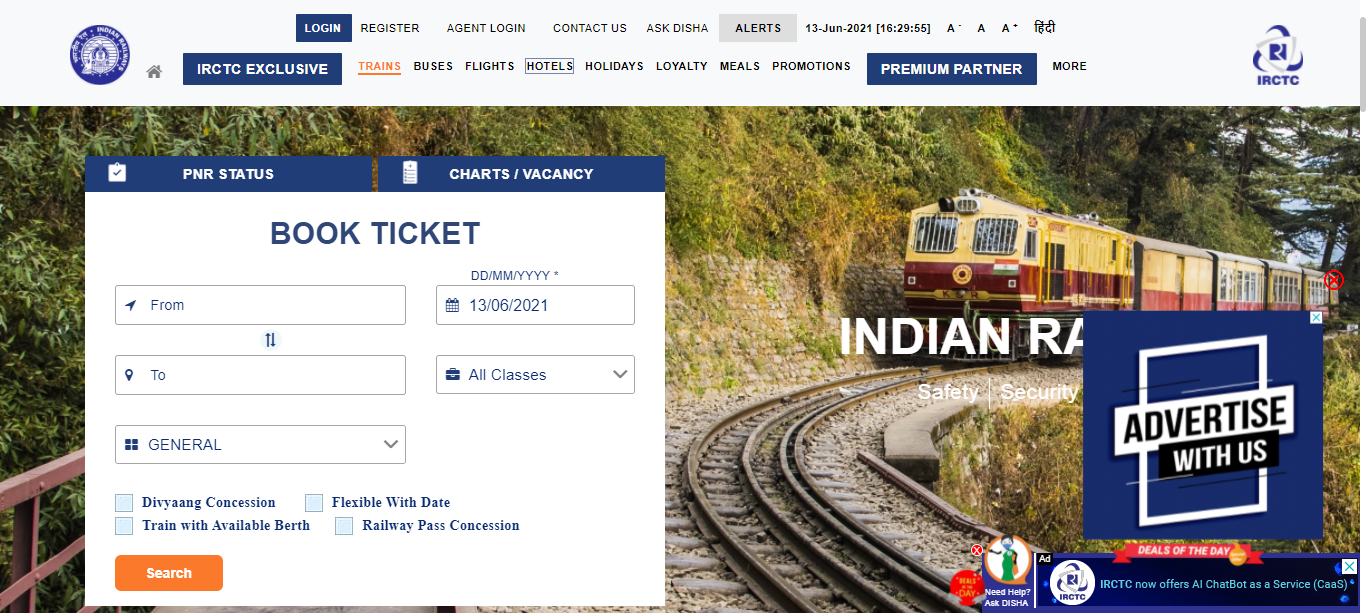 LOGIN REGISTER AGENT LOGIN CONTACT US ASK DISHA ALERTS 13-Jun-2021 [16:29:55] A - A A + हिंदी
INDIAN RAILWAYS
IRCTC EXCLUSIVE TRAINS BUSES FLIGHTS HOTELS HOLIDAYS LOYALTY MEALS PROMOTIONS PREMIUM PARTNER MORE
IRCTC
PNR STATUS CHARTS / VACANCY
BOOK TICKET
DD/MM/YYYY *
From 13/06/2021
To All Classes
GENERAL
Divyaang Concession Flexible With Date
Train with Available Berth Railway Pass Concession
Search
INDIAN RA
Safety | Security
ADVERTISE
WITH US
DEALS OF THE DAY
DEALS OF THE DAY
Need Help?
Ask DISHA
Ad
IRCTC
IRCTC now offers AI ChatBot as a Service (CaaS)